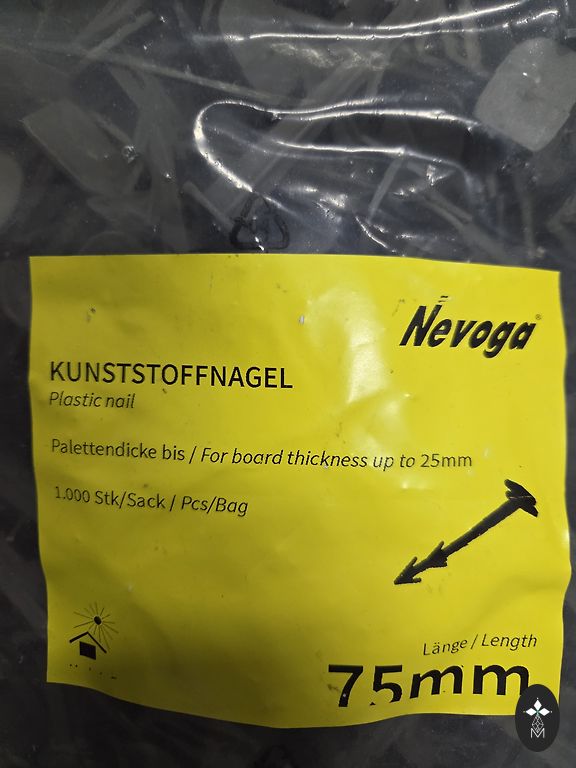 Nevoga®
KUNSTSTOFFNAGEL
Plastic nail
Palettendicke bis / For board thickness up to 25mm
1.000 Stk/Sack / Pcs/Bag
Länge / Length
75mm